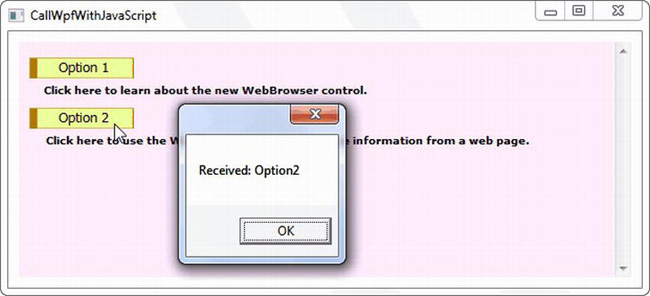 CallWpfWithJavaScript
Option 1
Click here to learn about the new WebBrowser control.
Option 2
Click here to use the W
information from a web page.
Received: Option2
OK